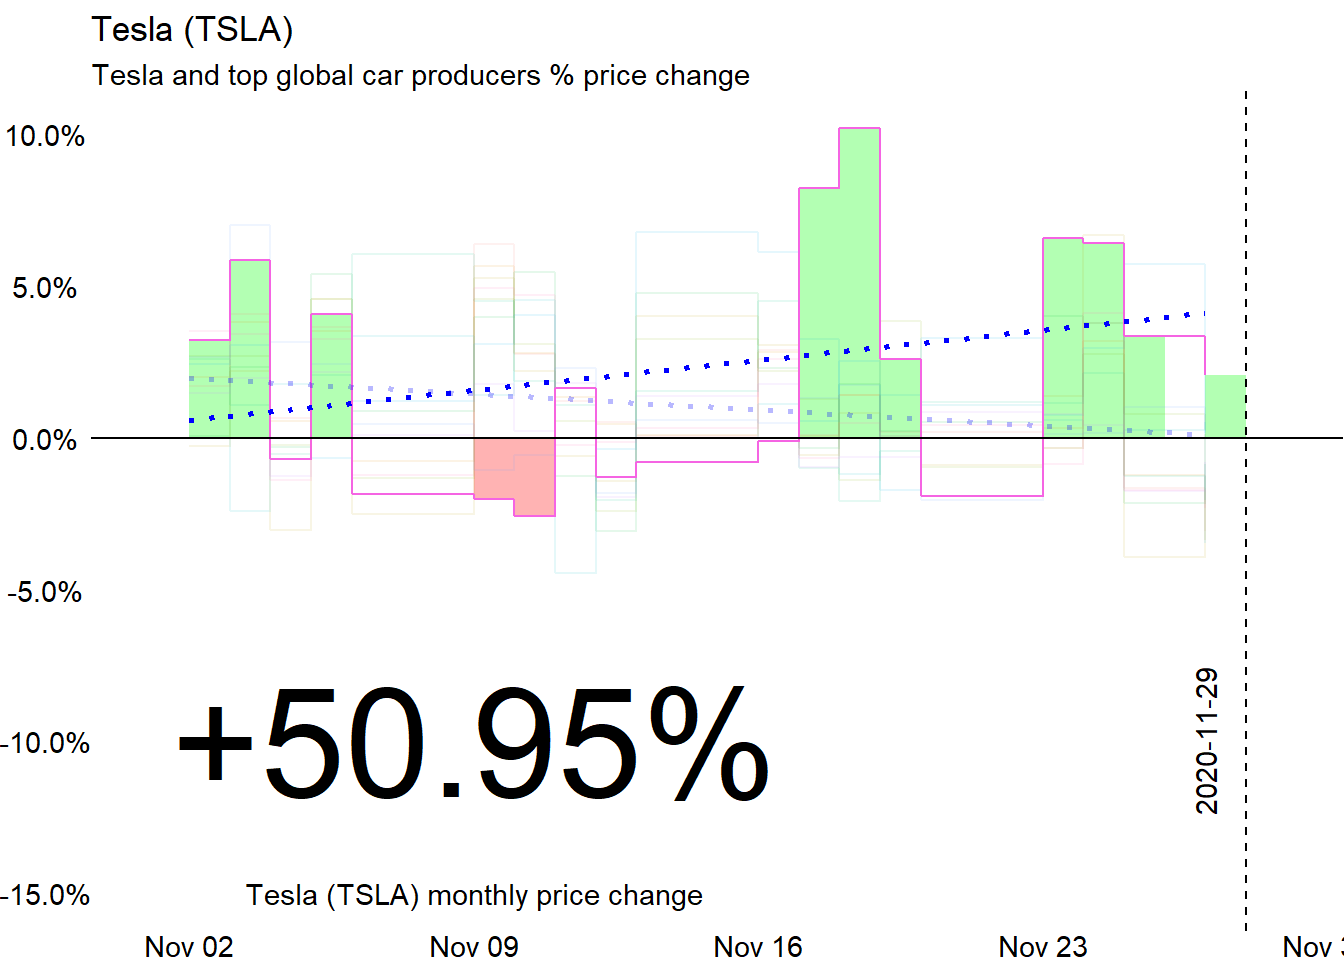 Tesla (TSLA)
Tesla and top global car producers % price change
10.0%
5.0%
0.0%
-5.0%
-10.0%
-15.0%
+50.95%
Tesla (TSLA) monthly price change
2020-11-29
Nov 02
Nov 09
Nov 16
Nov 23
Nov